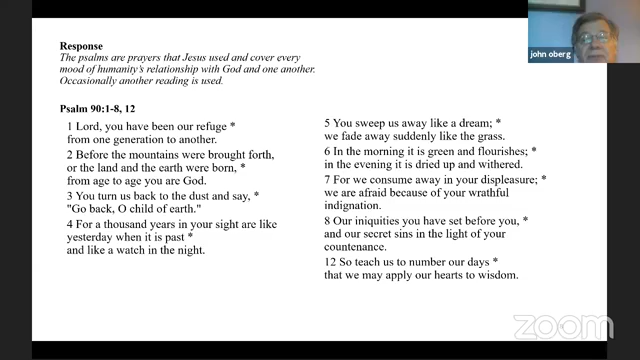 Response
The psalms are prayers that Jesus used and cover every
mood of humanity's relationship with God and one another.
Occasionally another reading is used.
Psalm 90:1-8, 12
1 Lord, you have been our refuge *
from one generation to another.
2 Before the mountains were brought forth,
or the land and the earth were born, *
from age to age you are God.
3 You turn us back to the dust and say, *
"Go back, O child of earth."
4 For a thousand years in your sight are like
yesterday when it is past *
and like a watch in the night.
5 You sweep us away like a dream; *
we fade away suddenly like the grass.
6 In the morning it is green and flourishes; *
in the evening it is dried up and withered.
7 For we consume away in your displeasure; *
we are afraid because of your wrathful
indignation.
8 Our iniquities you have set before you, *
and our secret sins in the light of your
countenance.
12 So teach us to number our days *
that we may apply our hearts to wisdom.
john oberg
zoom